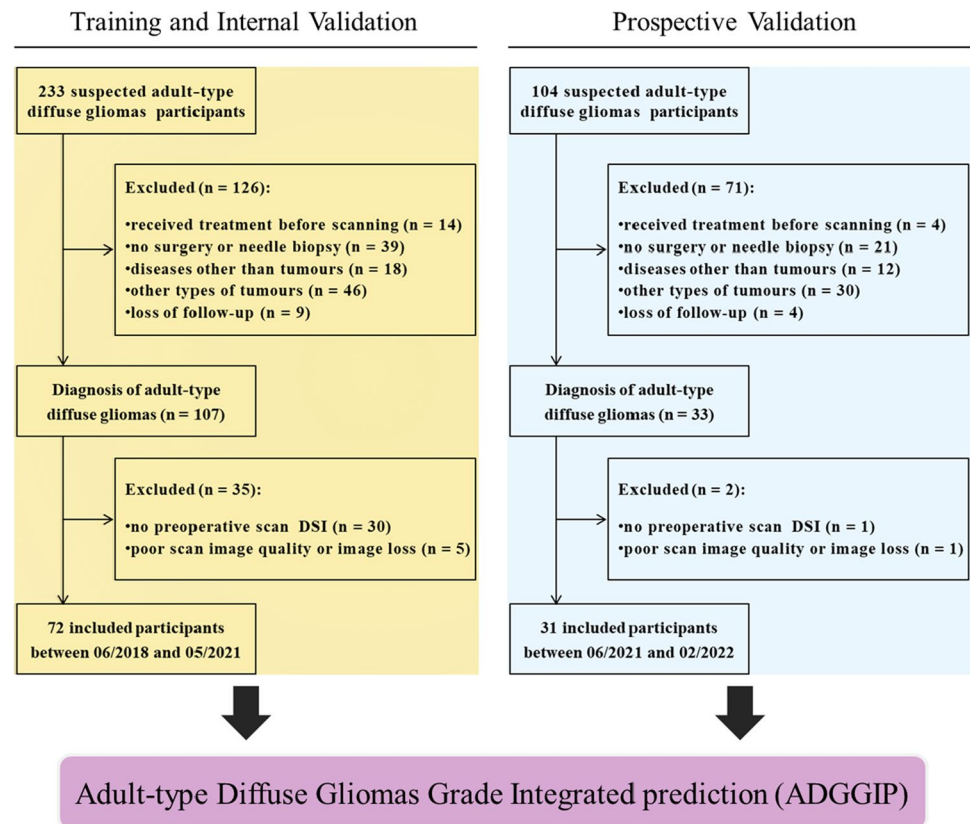 Training and Internal Validation
233 suspected adult-type
diffuse gliomas participants
Excluded (n = 126):
•received treatment before scanning (n = 14)
•no surgery or needle biopsy (n = 39)
•diseases other than tumours (n = 18)
•other types of tumours (n = 46)
•loss of follow-up (n = 9)
Diagnosis of adult-type
diffuse gliomas (n = 107)
Excluded (n = 35):
•no preoperative scan DSI (n = 30)
•poor scan image quality or image loss (n = 5)
72 included participants
between 06/2018 and 05/2021
Prospective Validation
104 suspected adult-type
diffuse gliomas participants
Excluded (n = 71):
•received treatment before scanning (n = 4)
•no surgery or needle biopsy (n = 21)
•diseases other than tumours (n = 12)
•other types of tumours (n = 30)
•loss of follow-up (n = 4)
Diagnosis of adult-type
diffuse gliomas (n = 33)
Excluded (n = 2):
•no preoperative scan DSI (n = 1)
•poor scan image quality or image loss (n = 1)
31 included participants
between 06/2021 and 02/2022
Adult-type Diffuse Gliomas Grade Integrated prediction (ADGGIP)